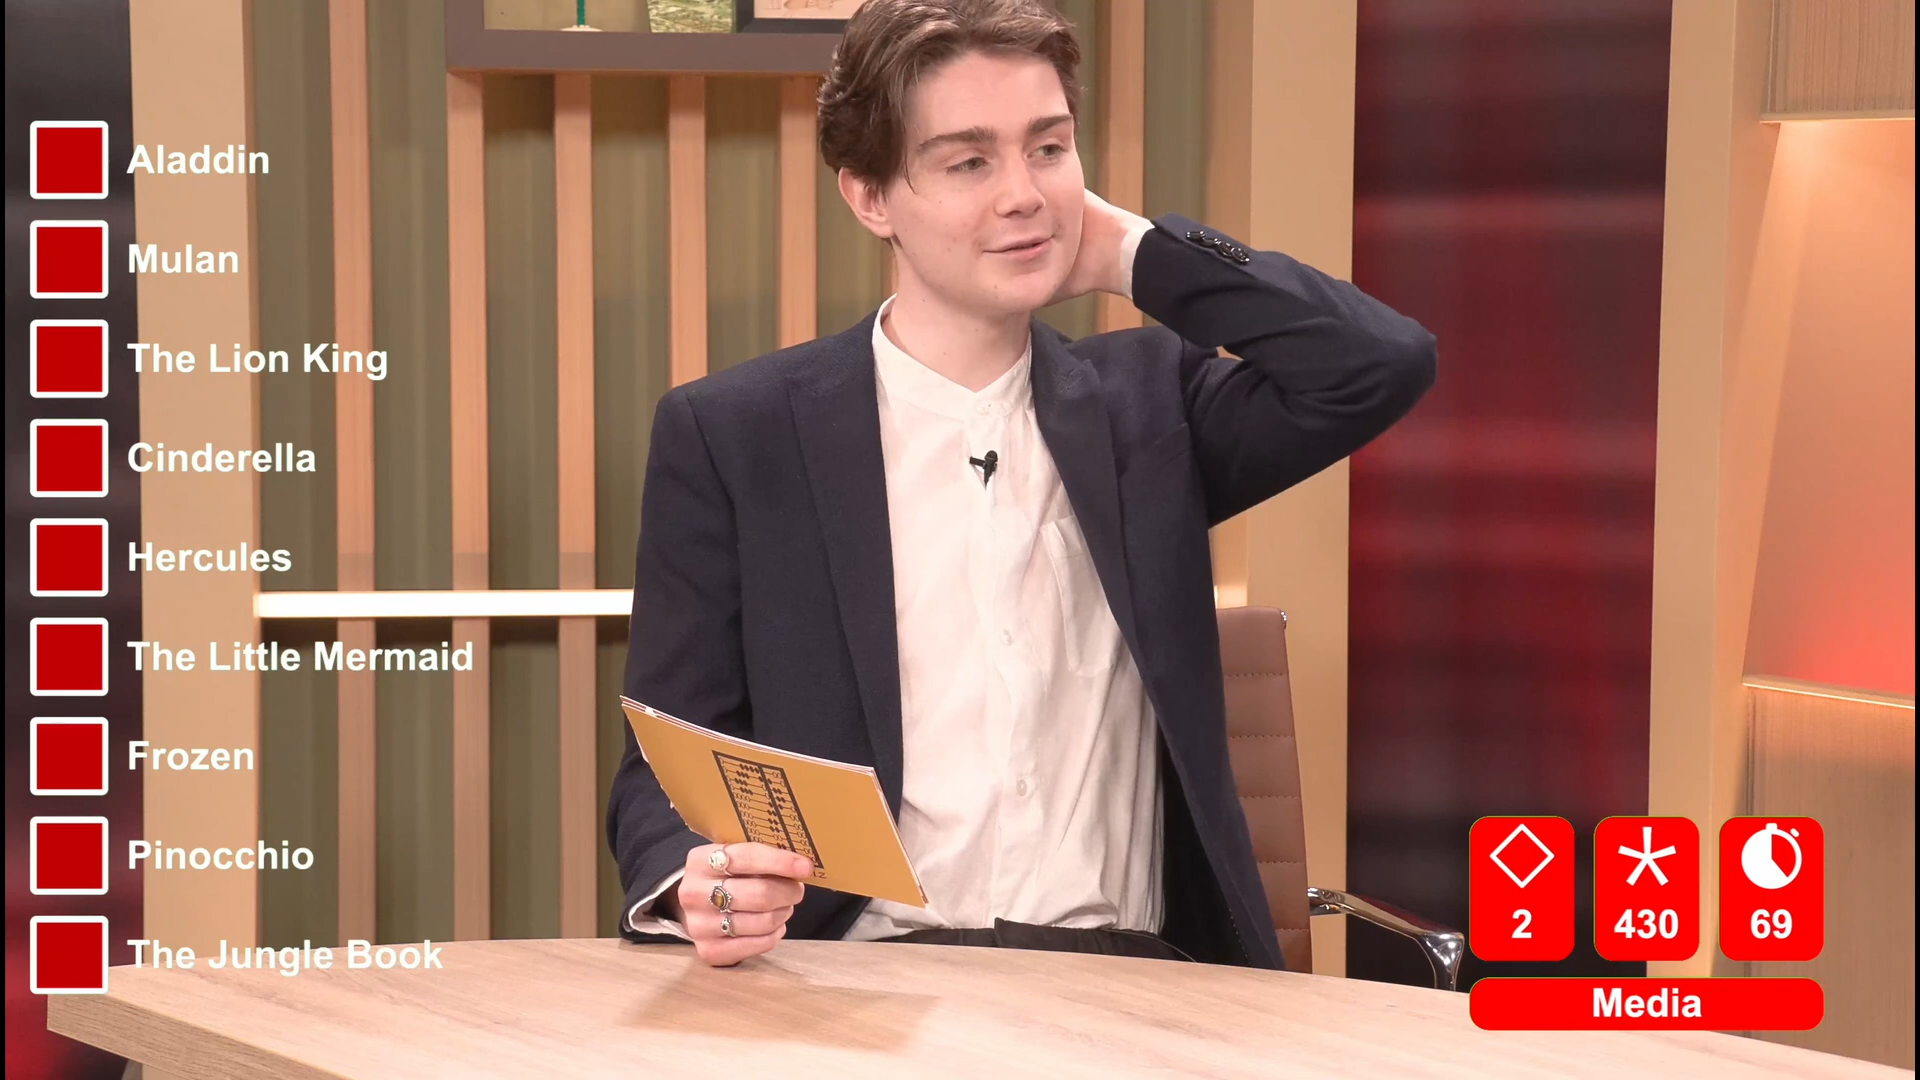 Aladdin
Mulan
The Lion King
Cinderella
Hercules
The Little Mermaid
Frozen
Pinocchio
The Jungle Book
2
430
69
Media